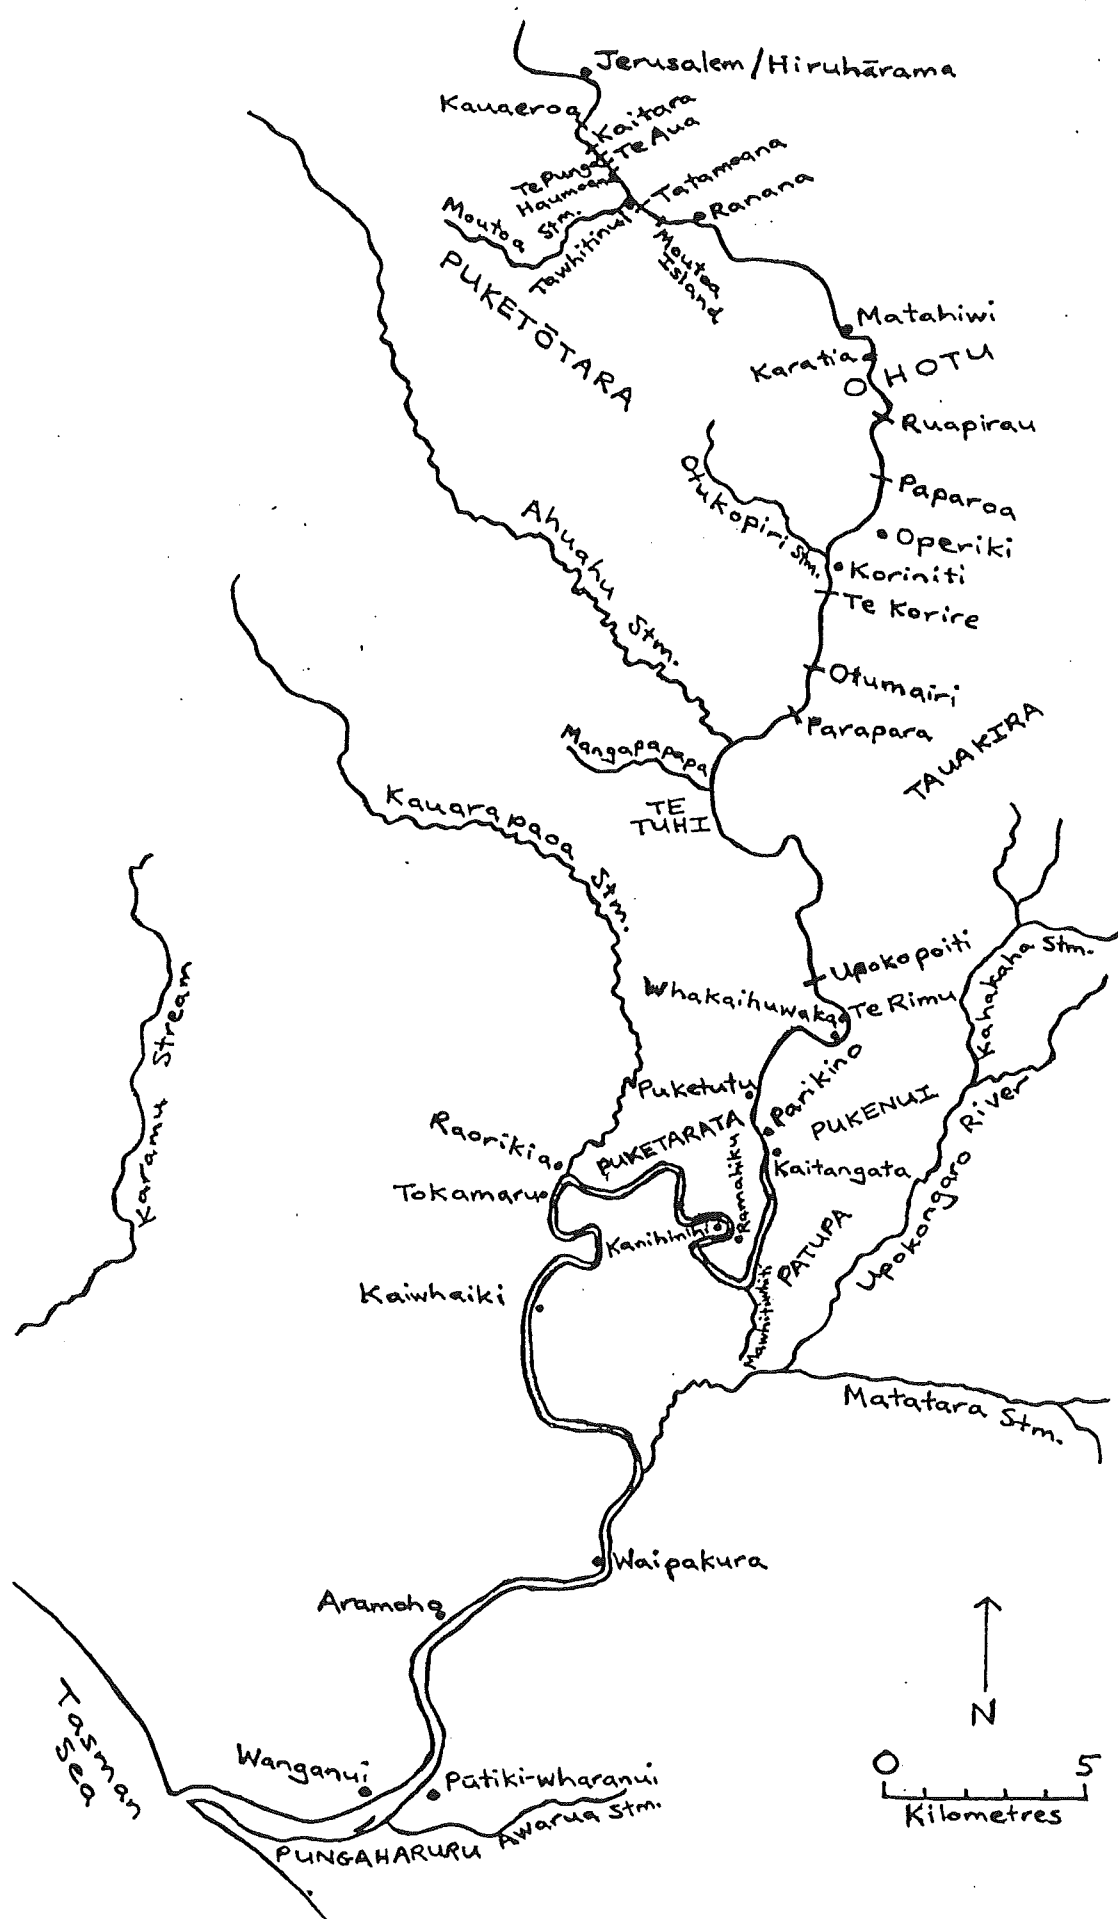 Jerusalem/Hiruhārama
Kauaeroa
Kaitara
Te Aua
Te Punga
Haumoana
Tatamoana
Ranana
Moutoa
Stm.
Tawhitinui
Moutoa
Island
PUKETŌTARA
Matahiwi
Karatia
OHOTU
Ruapirau
Paparoa
Otukopiri Stm.
Operiki
Koriniti
Te Korire
Ahuahu Stm.
Otumairi
Parapara
TAUAKIRA
Mangapapapa
TE
TUHI
Kauarapaoa Stm.
Upokopoiti
Kahakaha Stm.
Whakaihuwaka
Te Rimu
Karamu Stream
Parikino
Puketutu
PUKENUI
Upokongaro River
Raorikia
PUKETARATA
Ramahiku
Kaitangata
Tokamaru
Kanihinihi
PATUPA
Mawhitiwhiti
Kaiwhaiki
Matatara Stm.
Waipakura
Aramoho
N
Tasman
Sea
Wanganui
Pūtiki-Wharanui
Awarua Stm.
PUNGAHARURU
0 5
Kilometres